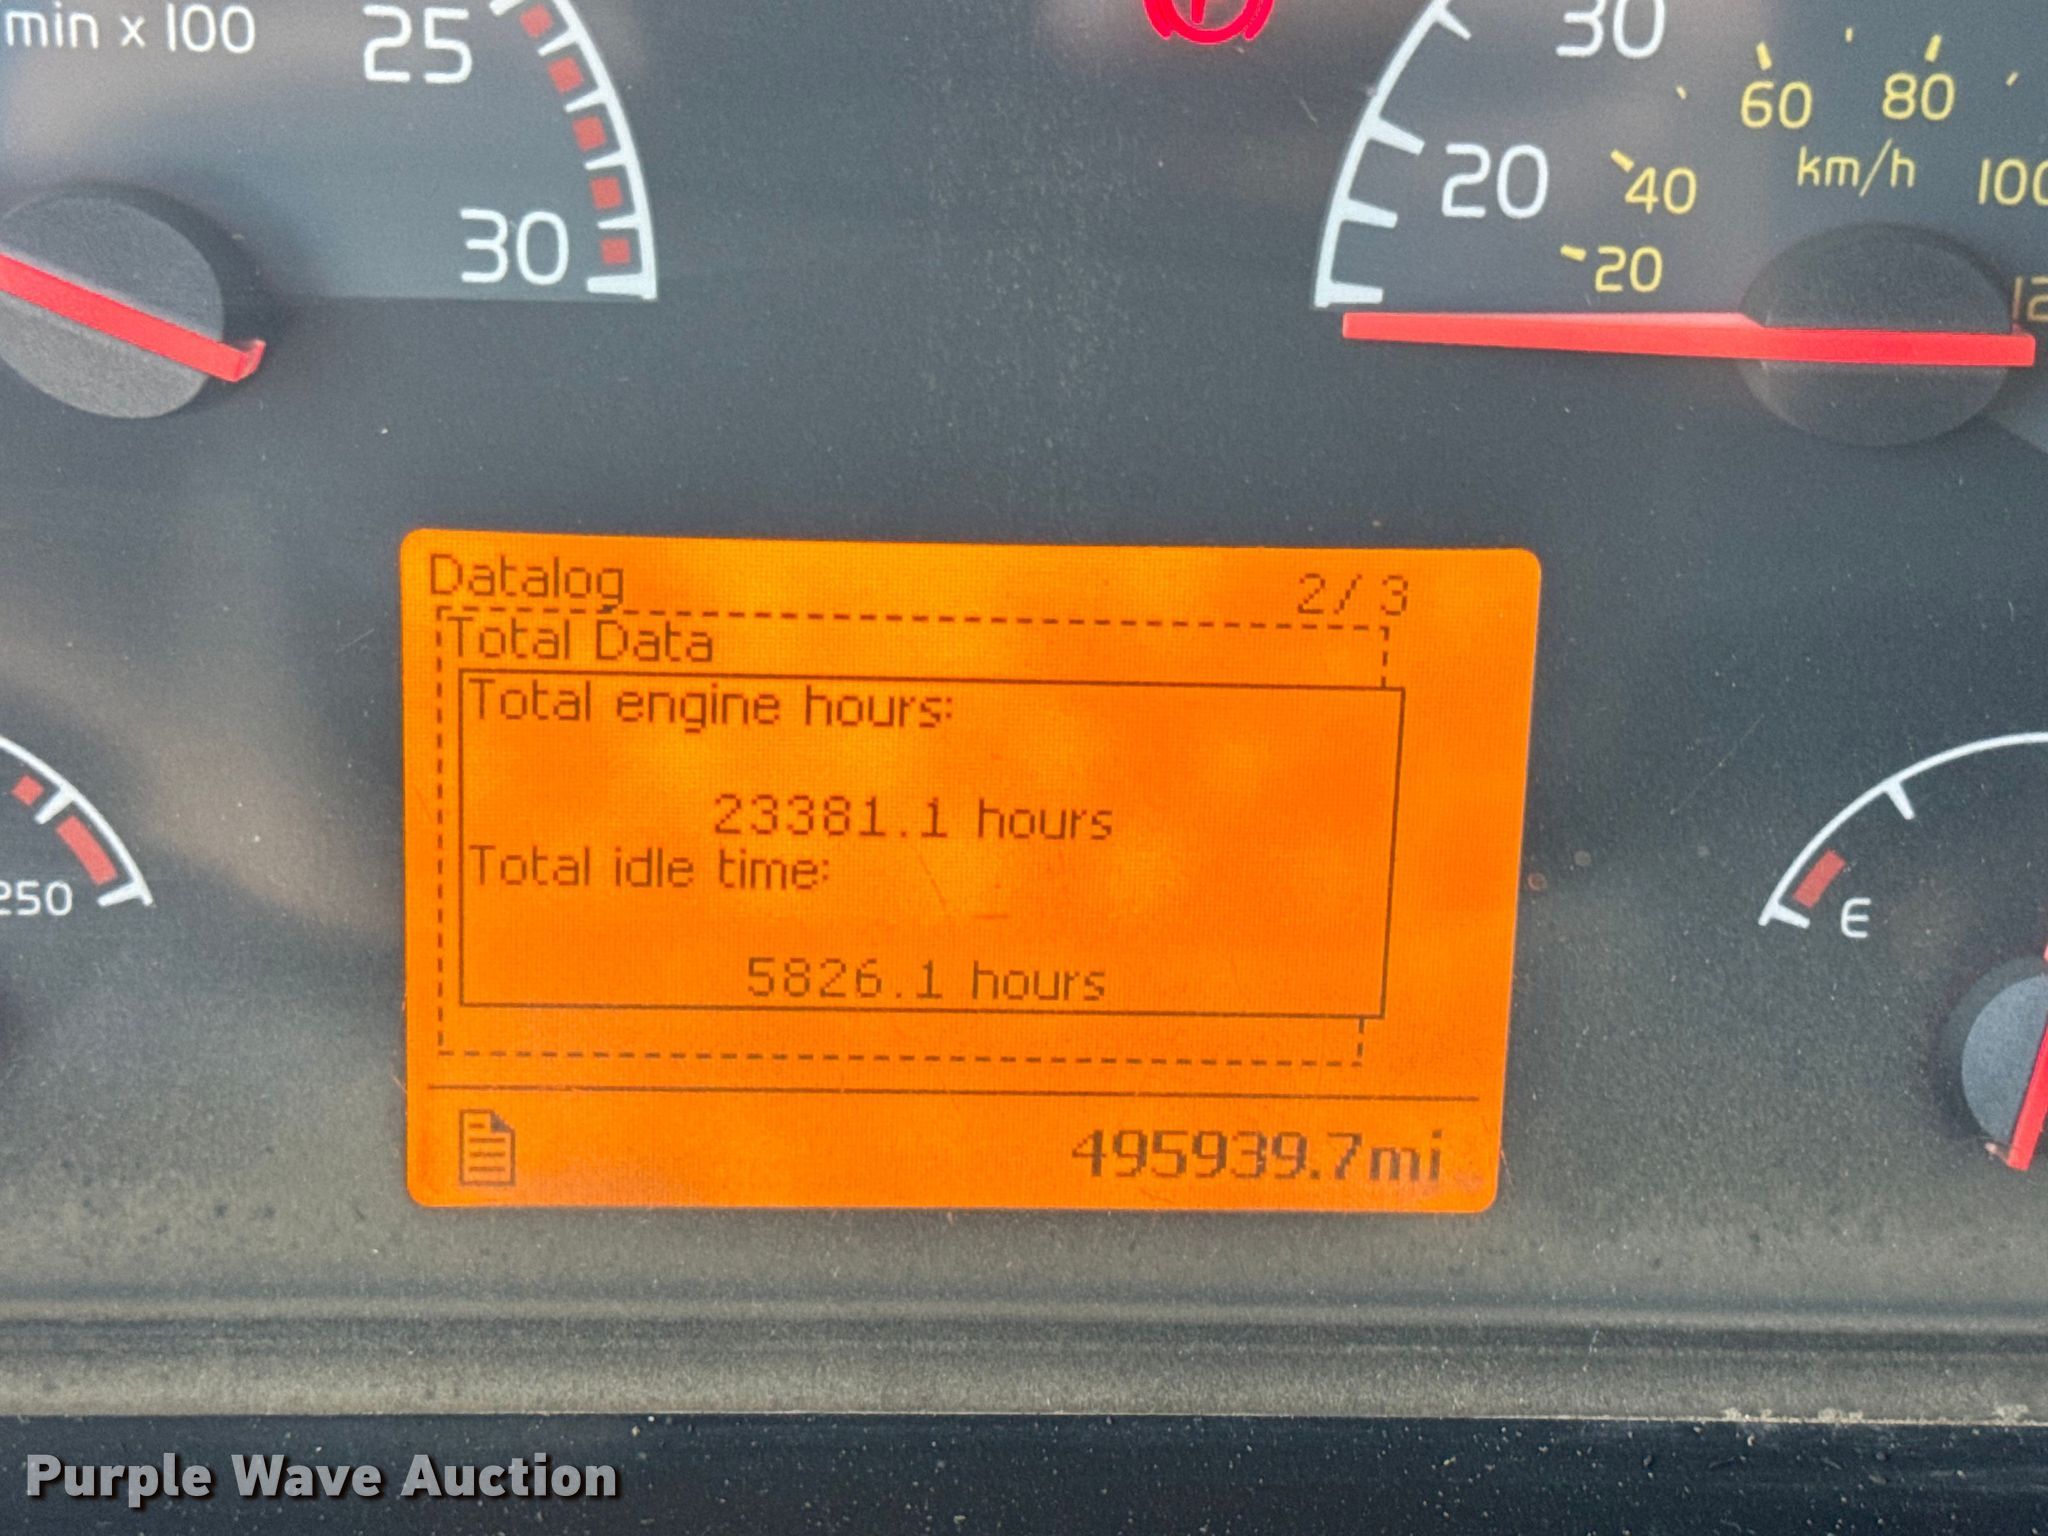 min x 100
25
30
30
20
60
80
40
km/h
100
20
Datalog 2/3
Total Data
Total engine hours:
23381.1 hours
Total idle time:
5826.1 hours
250
E
495939.7mi
Purple Wave Auction